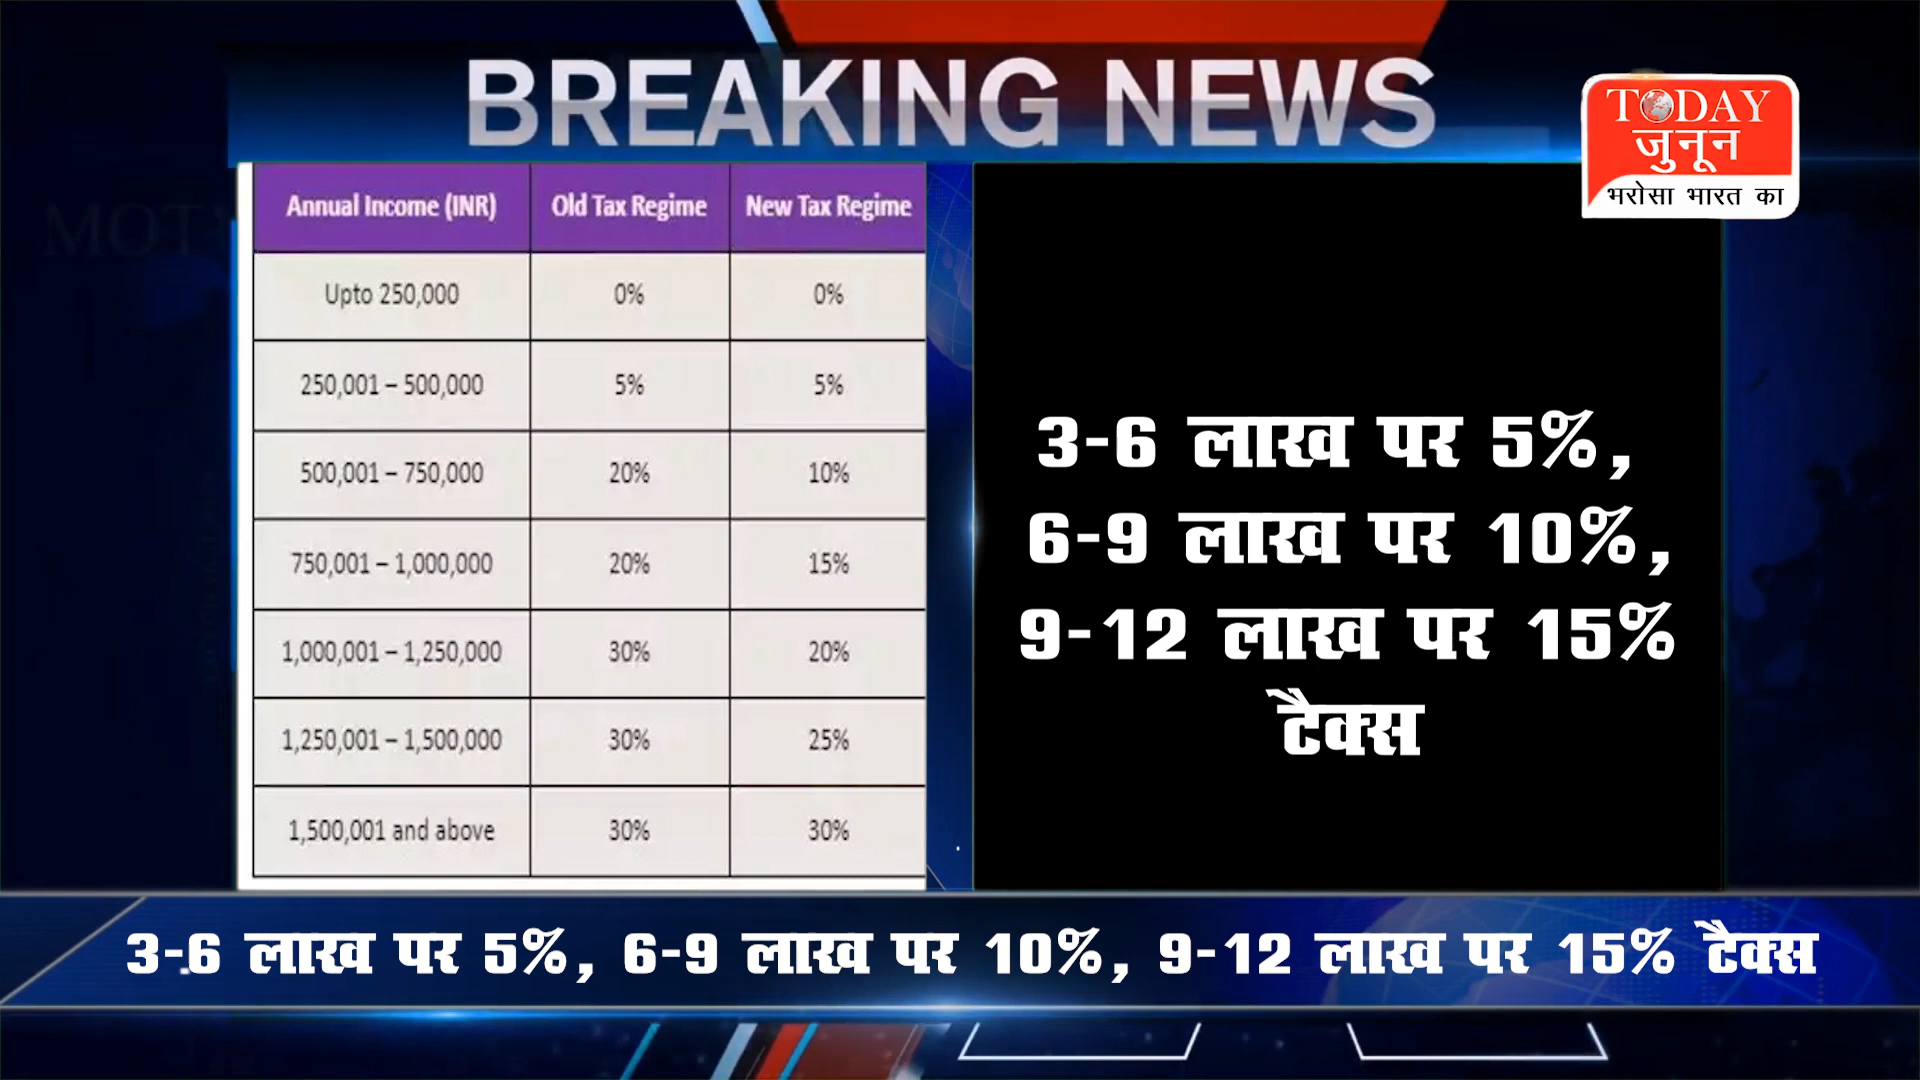 BREAKING NEWS
TODAY
जुनून
भरोसा भारत का
Annual Income (INR) Old Tax Regime New Tax Regime
Upto 250,000 0% 0%
250,001 – 500,000 5% 5%
500,001 – 750,000 20% 10%
750,001 – 1,000,000 20% 15%
1,000,001 – 1,250,000 30% 20%
1,250,001 – 1,500,000 30% 25%
1,500,001 and above 30% 30%
3-6 लाख पर 5%,
6-9 लाख पर 10%,
9-12 लाख पर 15%
टैक्स
3-6 लाख पर 5%, 6-9 लाख पर 10%, 9-12 लाख पर 15% टैक्स